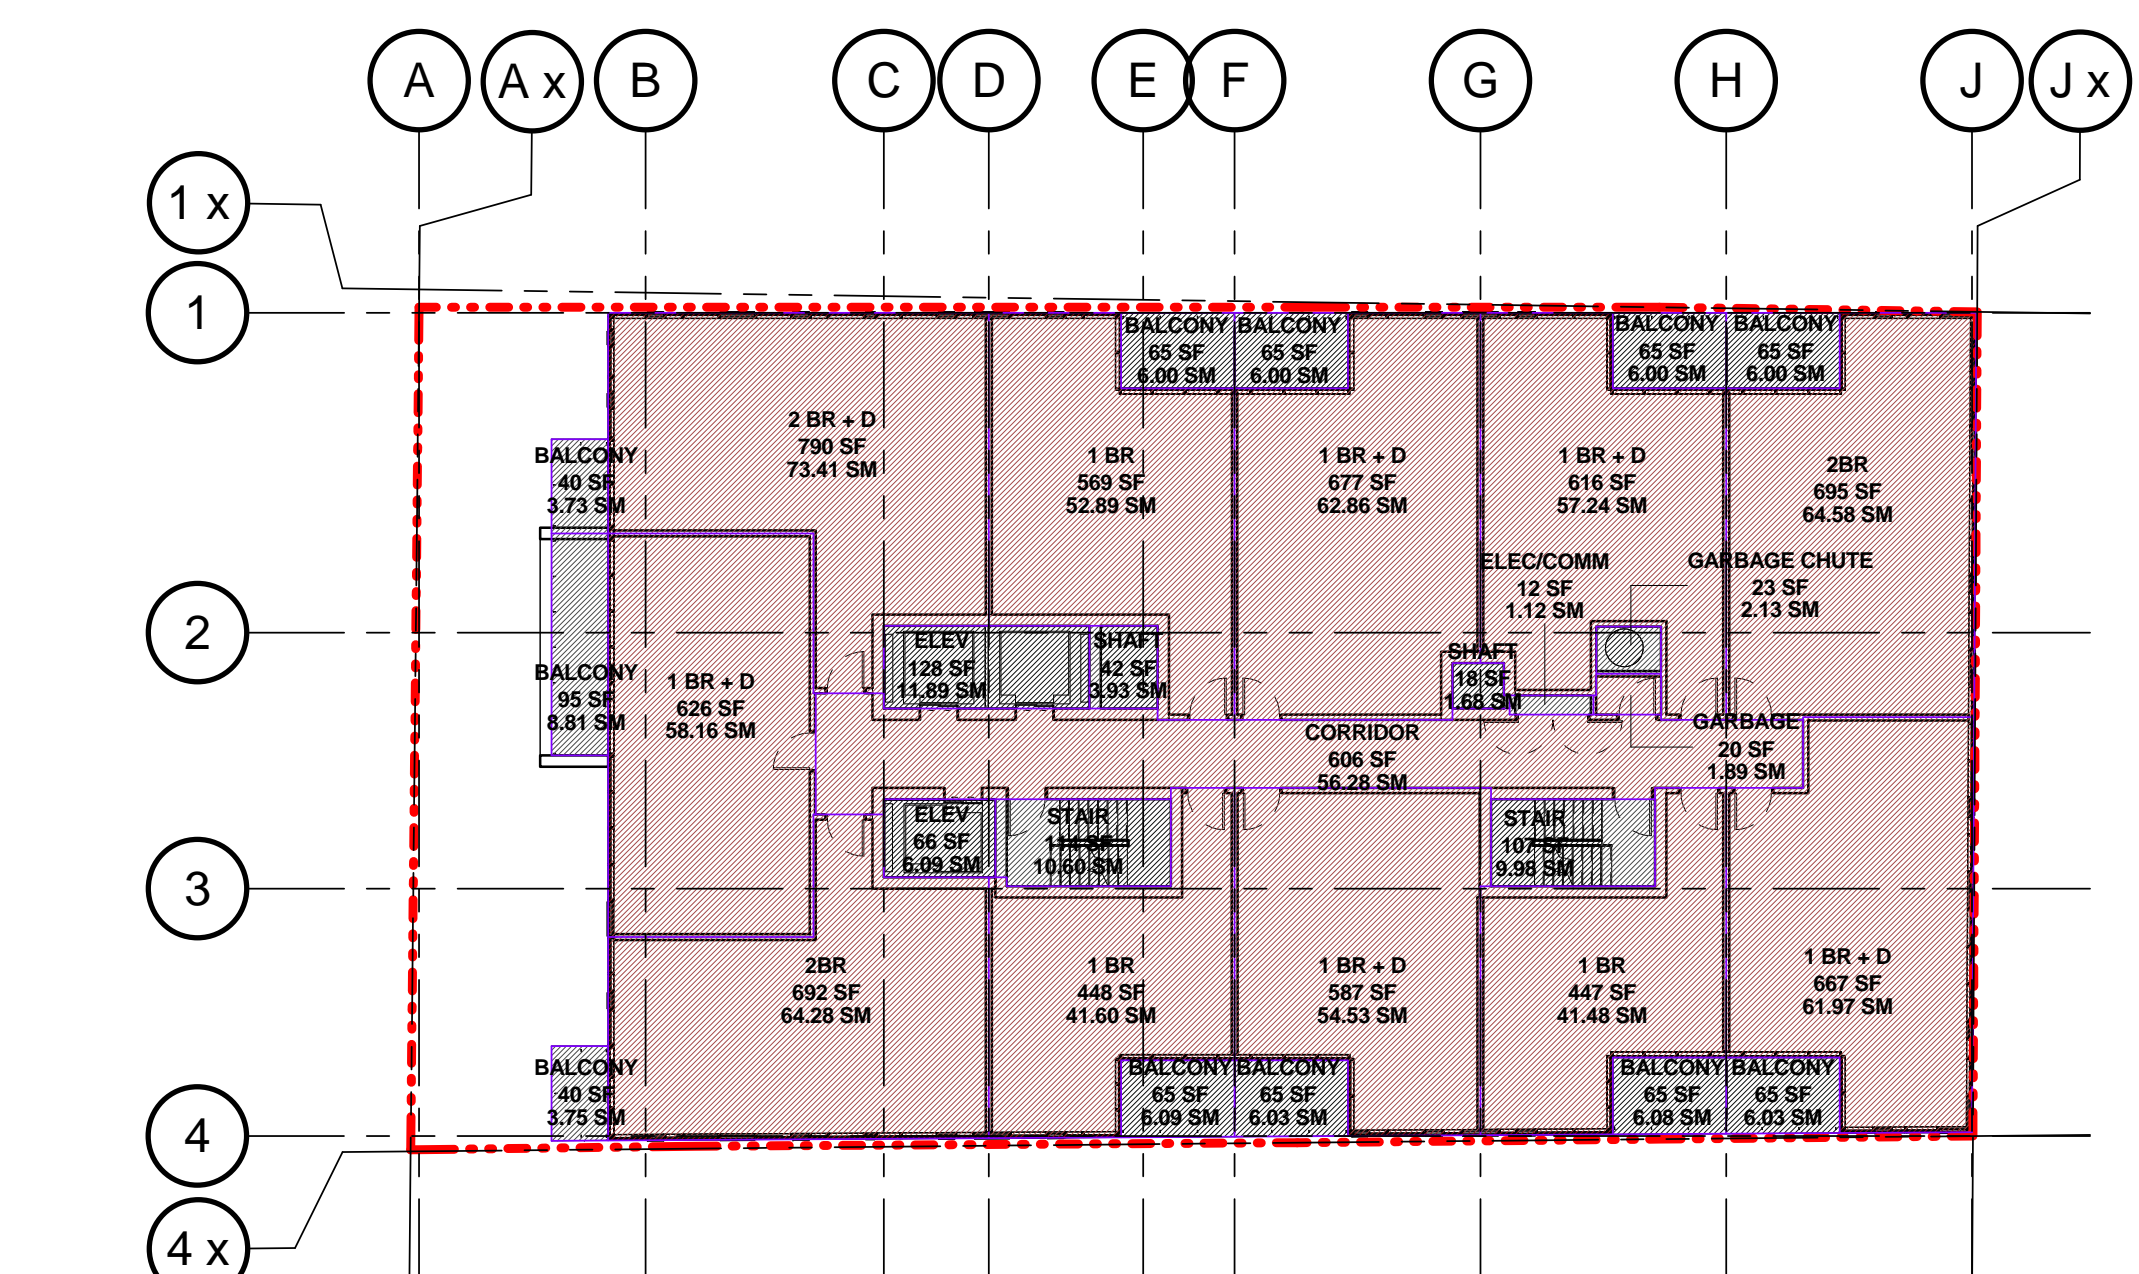 A
A x
B
C
D
E
F
G
H
J
J x
1 x
1
2
3
4
4 x
BALCONY
65 SF
6.00 SM
BALCONY
65 SF
6.00 SM
BALCONY
65 SF
6.00 SM
BALCONY
65 SF
6.00 SM
2 BR + D
790 SF
73.41 SM
1 BR
569 SF
52.89 SM
1 BR + D
677 SF
62.86 SM
1 BR + D
616 SF
57.24 SM
2BR
695 SF
64.58 SM
BALCONY
40 SF
3.73 SM
ELEC/COMM
12 SF
1.12 SM
GARBAGE CHUTE
23 SF
2.13 SM
ELEV
128 SF
11.89 SM
SHAFT
42 SF
3.93 SM
SHAFT
18 SF
1.68 SM
BALCONY
95 SF
8.81 SM
1 BR + D
626 SF
58.16 SM
CORRIDOR
606 SF
56.28 SM
GARBAGE
20 SF
1.89 SM
ELEV
66 SF
6.09 SM
STAIR
114 SF
10.60 SM
STAIR
107 SF
9.98 SM
2BR
692 SF
64.28 SM
1 BR
448 SF
41.60 SM
1 BR + D
587 SF
54.53 SM
1 BR
447 SF
41.48 SM
1 BR + D
667 SF
61.97 SM
BALCONY
40 SF
3.75 SM
BALCONY
65 SF
6.09 SM
BALCONY
65 SF
6.03 SM
BALCONY
65 SF
6.08 SM
BALCONY
65 SF
6.03 SM